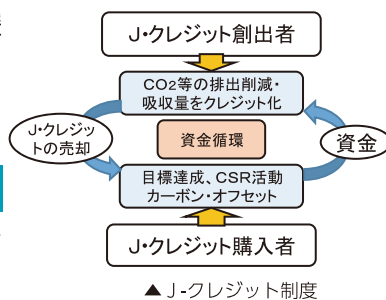 J・クレジット創出者
CO2等の排出削減・
吸収量をクレジット化
J・クレジッ
トの売却
資金循環
資金
目標達成、CSR活動
カーボン・オフセット
J・クレジット購入者
▲J-クレジット制度